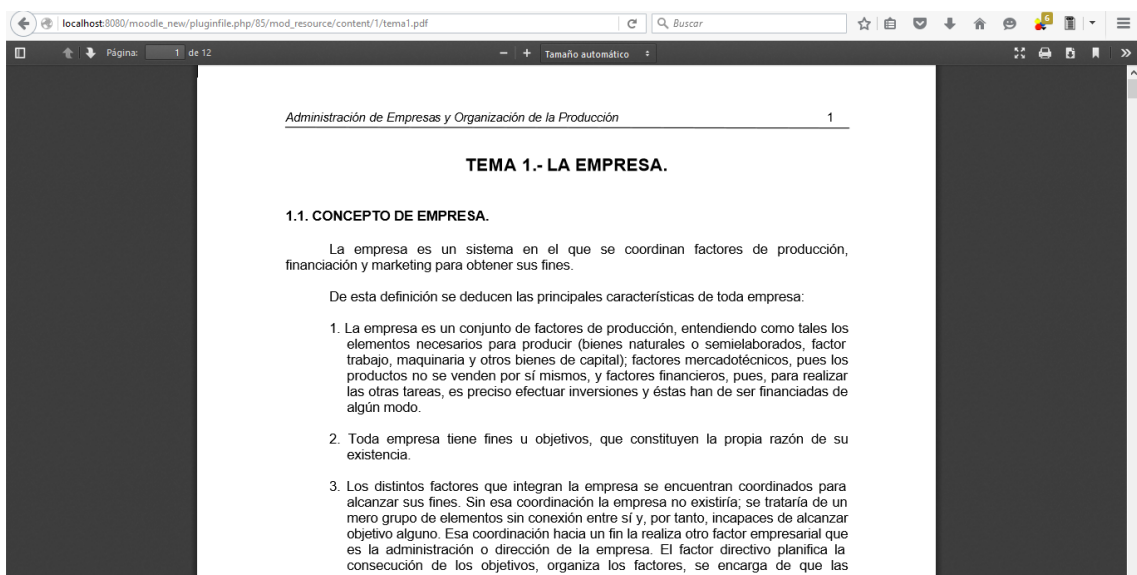 localhost:8080/moodle_new/pluginfile.php/85/mod_resource/content/1/tema1.pdf
Buscar
6
Página: 1 de 12
Tamaño automático
Administración de Empresas y Organización de la Producción 1
TEMA 1.- LA EMPRESA.
1.1. CONCEPTO DE EMPRESA.
La empresa es un sistema en el que se coordinan factores de producción,
financiación y marketing para obtener sus fines.
De esta definición se deducen las principales características de toda empresa:
1. La empresa es un conjunto de factores de producción, entendiendo como tales los
elementos necesarios para producir (bienes naturales o semielaborados, factor
trabajo, maquinaria y otros bienes de capital); factores mercadotécnicos, pues los
productos no se venden por sí mismos, y factores financieros, pues, para realizar
las otras tareas, es preciso efectuar inversiones y éstas han de ser financiadas de
algún modo.
2. Toda empresa tiene fines u objetivos, que constituyen la propia razón de su
existencia.
3. Los distintos factores que integran la empresa se encuentran coordinados para
alcanzar sus fines. Sin esa coordinación la empresa no existiría; se trataría de un
mero grupo de elementos sin conexión entre sí y, por tanto, incapaces de alcanzar
objetivo alguno. Esa coordinación hacia un fin la realiza otro factor empresarial que
es la administración o dirección de la empresa. El factor directivo planifica la
consecución de los objetivos, organiza los factores, se encarga de que las